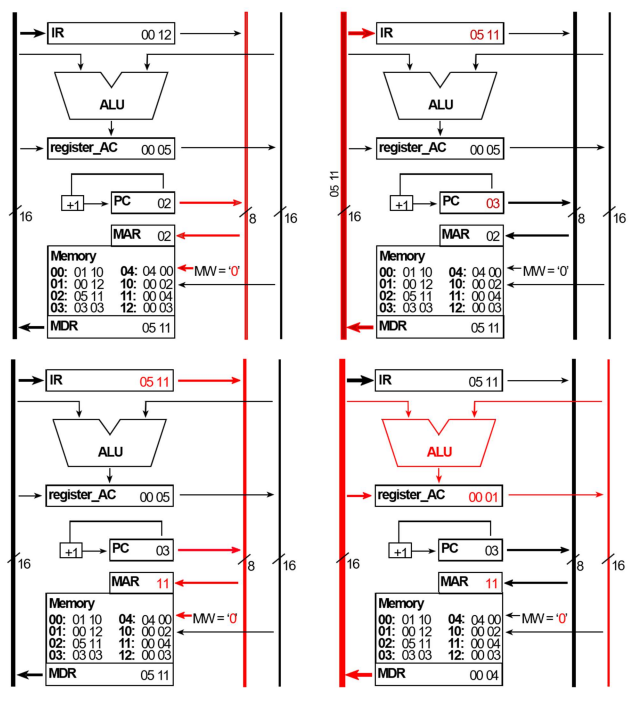 IR 00 12
ALU
register_AC 00 05
+1 PC 02
16 8 16
MAR 02
Memory
00: 01 10 04: 04 00 MW = '0'
01: 00 12 10: 00 02
02: 05 11 11: 00 04
03: 03 03 12: 00 03
MDR 05 11
IR 05 11
ALU
register_AC 00 05
05 11
+1 PC 03
16 8 16
MAR 02
Memory
00: 01 10 04: 04 00 MW = '0'
01: 00 12 10: 00 02
02: 05 11 11: 00 04
03: 03 03 12: 00 03
MDR 05 11
IR 05 11
ALU
register_AC 00 05
+1 PC 03
16 8 16
MAR 11
Memory
00: 01 10 04: 04 00 MW = '0'
01: 00 12 10: 00 02
02: 05 11 11: 00 04
03: 03 03 12: 00 03
MDR 05 11
IR 05 11
ALU
register_AC 00 01
+1 PC 03
16 8 16
MAR 11
Memory
00: 01 10 04: 04 00 MW = '0'
01: 00 12 10: 00 02
02: 05 11 11: 00 04
03: 03 03 12: 00 03
MDR 00 04